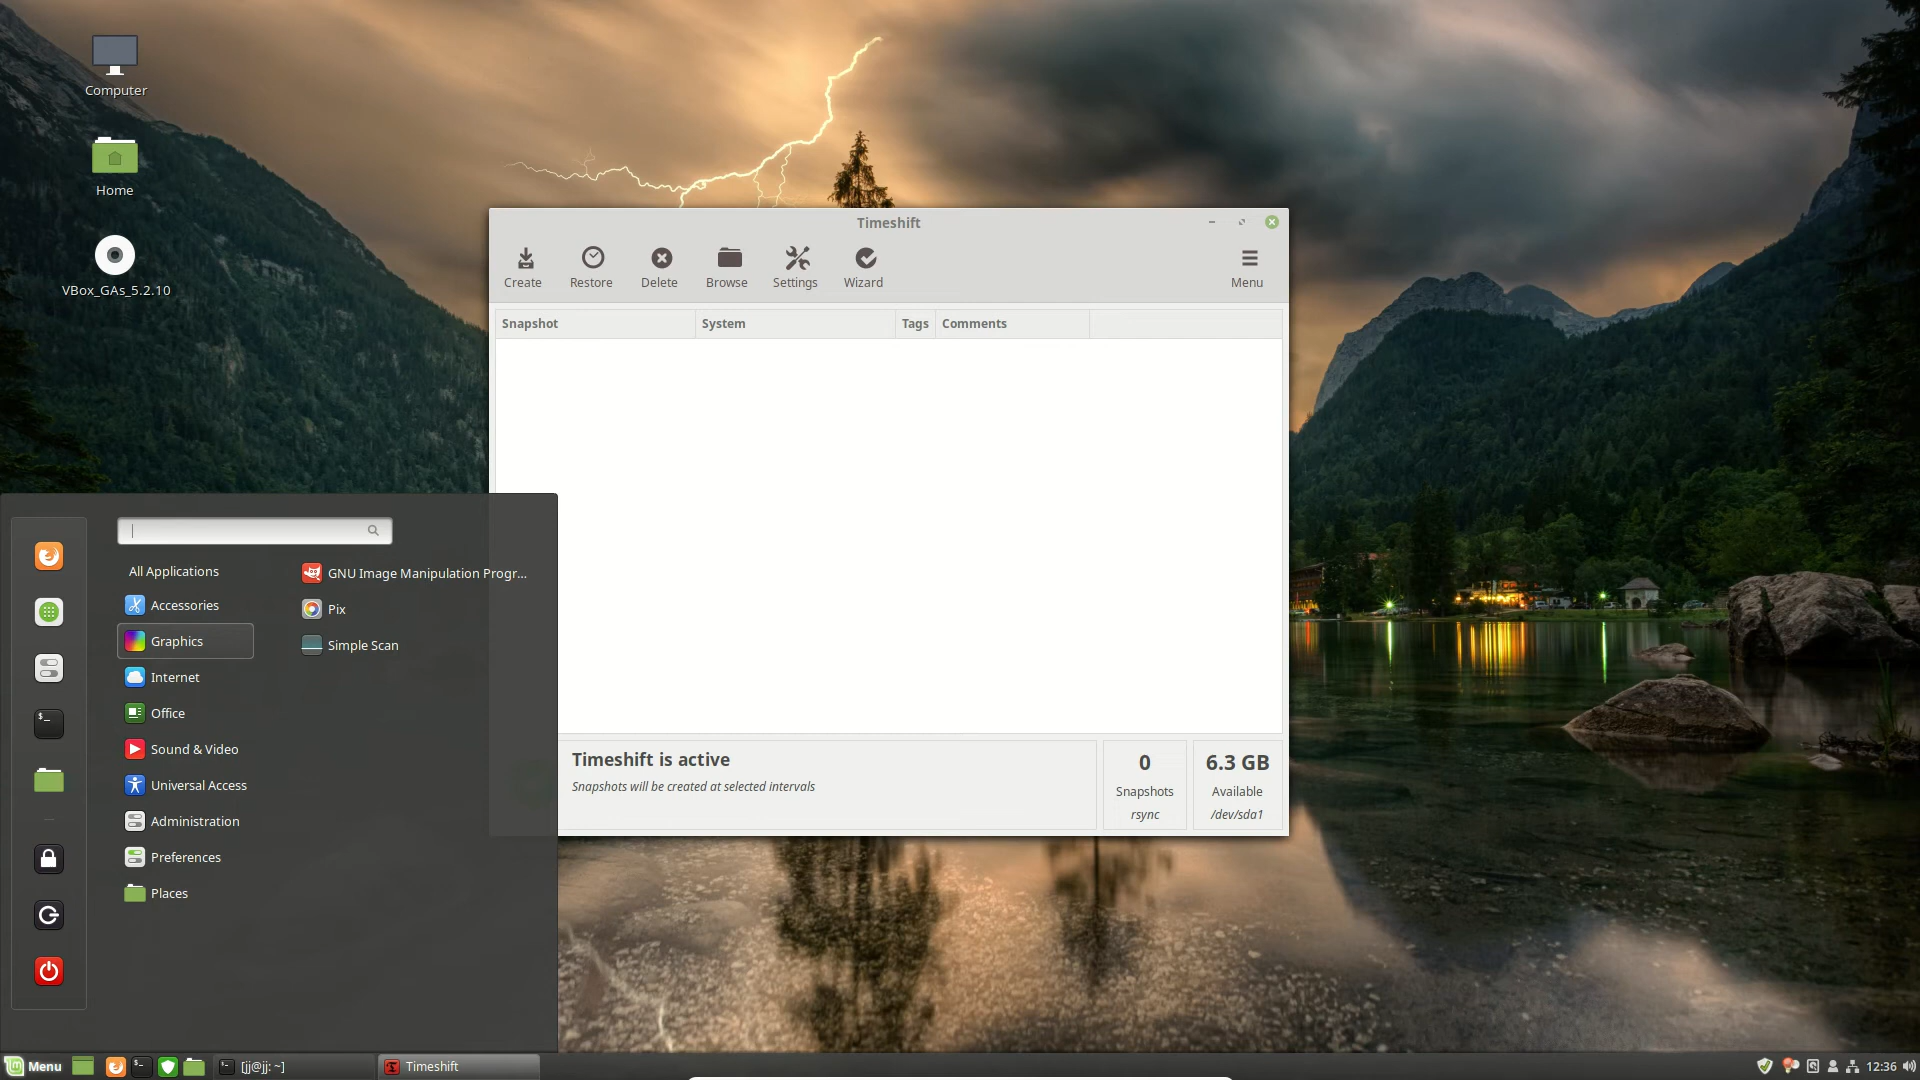 Computer
Home
VBox_GAs_5.2.10
Timeshift
Create
Restore
Delete
Browse
Settings
Wizard
Menu
Snapshot
System
Tags
Comments
Timeshift is active
Snapshots will be created at selected intervals
0
Snapshots
rsync
6.3 GB
Available
/dev/sda1
All Applications
Accessories
Graphics
Internet
Office
Sound & Video
Universal Access
Administration
Preferences
Places
GNU Image Manipulation Progr...
Pix
Simple Scan
$_
Menu
[jj@jj: ~]
Timeshift
12:36